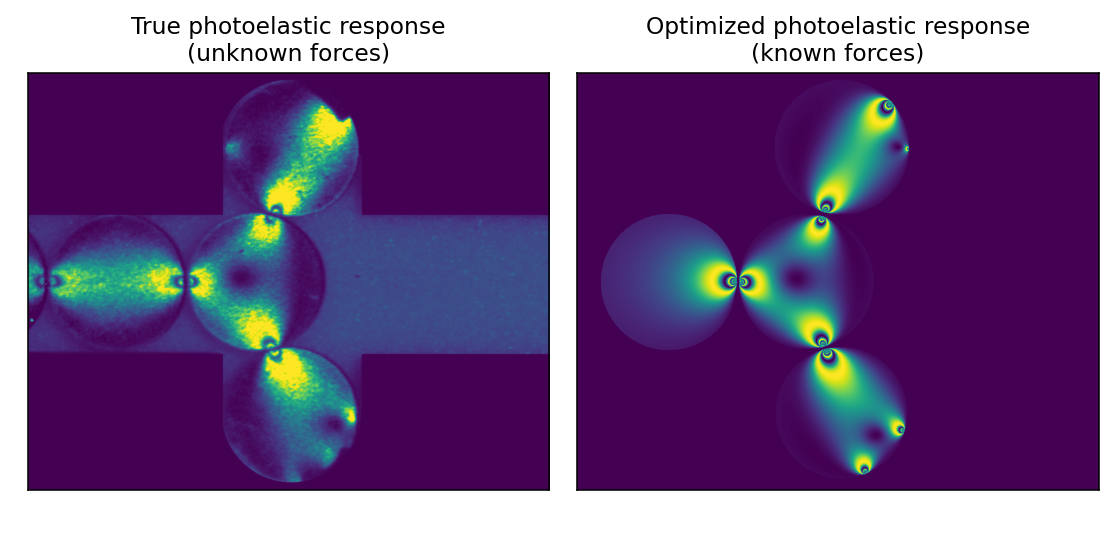 True photoelastic response
(unknown forces)
Optimized photoelastic response
(known forces)